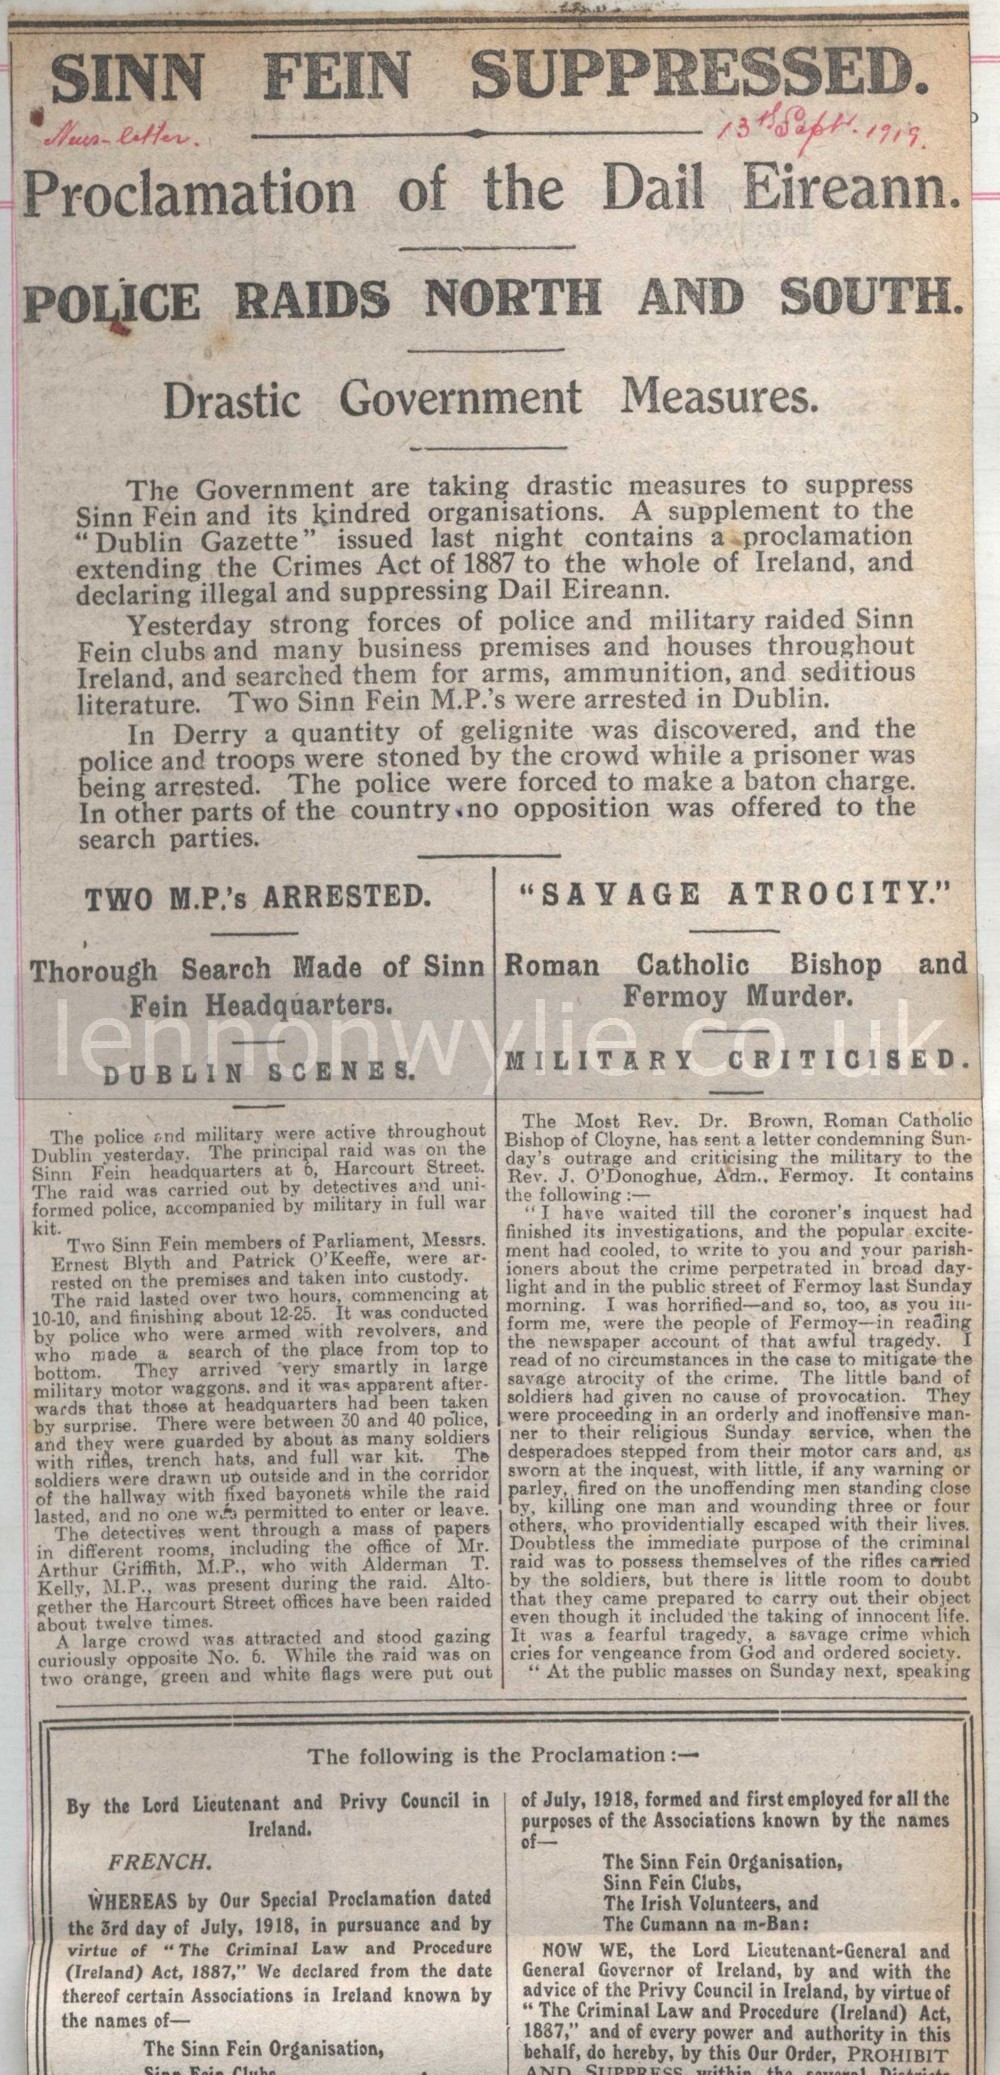 SINN FEIN SUPPRESSED.
News-letter.
13th Sept. 1919.
Proclamation of the Dail Eireann.
POLICE RAIDS NORTH AND SOUTH.
Drastic Government Measures.
The Government are taking drastic measures to suppress
Sinn Fein and its kindred organisations. A supplement to the
"Dublin Gazette" issued last night contains a proclamation
extending the Crimes Act of 1887 to the whole of Ireland, and
declaring illegal and suppressing Dail Eireann.
Yesterday strong forces of police and military raided Sinn
Fein clubs and many business premises and houses throughout
Ireland, and searched them for arms, ammunition, and seditious
literature. Two Sinn Fein M.P.'s were arrested in Dublin.
In Derry a quantity of gelignite was discovered, and the
police and troops were stoned by the crowd while a prisoner was
being arrested. The police were forced to make a baton charge.
In other parts of the country no opposition was offered to the
search parties.
TWO M.P.'s ARRESTED.
Thorough Search Made of Sinn
Fein Headquarters.
DUBLIN SCENES.
The police and military were active throughout
Dublin yesterday. The principal raid was on the
Sinn Fein headquarters at 6, Harcourt Street.
The raid was carried out by detectives and uni-
formed police, accompanied by military in full war
kit.
Two Sinn Fein members of Parliament, Messrs.
Ernest Blyth and Patrick O'Keeffe, were ar-
rested on the premises and taken into custody.
The raid lasted over two hours, commencing at
10-10, and finishing about 12-25. It was conducted
by police who were armed with revolvers, and
who made a search of the place from top to
bottom. They arrived very smartly in large
military motor waggons, and it was apparent after-
wards that those at headquarters had been taken
by surprise. There were between 30 and 40 police,
and they were guarded by about as many soldiers
with rifles, trench hats, and full war kit. The
soldiers were drawn up outside and in the corridor
of the hallway with fixed bayonets while the raid
lasted, and no one was permitted to enter or leave.
The detectives went through a mass of papers
in different rooms, including the office of Mr.
Arthur Griffith, M.P., who with Alderman T.
Kelly, M.P., was present during the raid. Alto-
gether the Harcourt Street offices have been raided
about twelve times.
A large crowd was attracted and stood gazing
curiously opposite No. 6. While the raid was on
two orange, green and white flags were put out
"SAVAGE ATROCITY."
Roman Catholic Bishop and
Fermoy Murder.
MILITARY CRITICISED.
The Most Rev. Dr. Brown, Roman Catholic
Bishop of Cloyne, has sent a letter condemning Sun-
day's outrage and criticising the military to the
Rev. J. O'Donoghue, Adm., Fermoy. It contains
the following:—
"I have waited till the coroner's inquest had
finished its investigations, and the popular excite-
ment had cooled, to write to you and your parish-
ioners about the crime perpetrated in broad day-
light and in the public street of Fermoy last Sunday
morning. I was horrified—and so, too, as you in-
form me, were the people of Fermoy—in reading
the newspaper account of that awful tragedy. I
read of no circumstances in the case to mitigate the
savage atrocity of the crime. The little band of
soldiers had given no cause of provocation. They
were proceeding in an orderly and inoffensive man-
ner to their religious Sunday service, when the
desperadoes stepped from their motor cars and, as
sworn at the inquest, with little, if any warning or
parley, fired on the unoffending men standing close
by, killing one man and wounding three or four
others, who providentially escaped with their lives.
Doubtless the immediate purpose of the criminal
raid was to possess themselves of the rifles carried
by the soldiers, but there is little room to doubt
that they came prepared to carry out their object
even though it included the taking of innocent life.
It was a fearful tragedy, a savage crime which
cries for vengeance from God and ordered society.
"At the public masses on Sunday next, speaking
lennonwylie.co.uk
The following is the Proclamation:—
By the Lord Lieutenant and Privy Council in
Ireland.
FRENCH.
WHEREAS by Our Special Proclamation dated
the 3rd day of July, 1918, in pursuance and by
virtue of "The Criminal Law and Procedure
(Ireland) Act, 1887," We declared from the date
thereof certain Associations in Ireland known by
the names of—
The Sinn Fein Organisation,
Sinn Fein Clubs,
of July, 1918, formed and first employed for all the
purposes of the Associations known by the names
of—
The Sinn Fein Organisation,
Sinn Fein Clubs,
The Irish Volunteers, and
The Cumann na m-Ban:
NOW WE, the Lord Lieutenant-General and
General Governor of Ireland, by and with the
advice of the Privy Council in Ireland, by virtue of
"The Criminal Law and Procedure (Ireland) Act,
1887," and of every power and authority in this
behalf, do hereby, by this Our Order, PROHIBIT
AND SUPPRESS within the several Districts